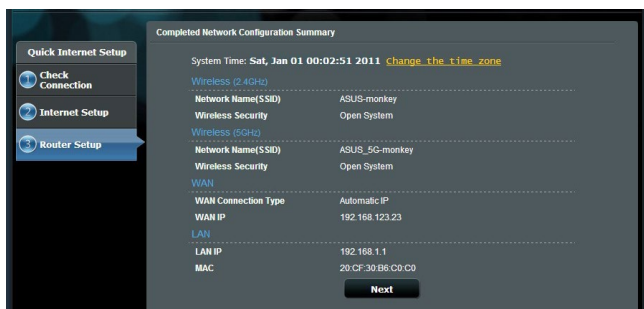 Completed Network Configuration Summary
Quick Internet Setup
1 Check Connection
2 Internet Setup
3 Router Setup
System Time: Sat, Jan 01 00:02:51 2011 Change the time zone
Wireless (2.4GHz)
Network Name(SSID) ASUS-monkey
Wireless Security Open System
Wireless (5GHz)
Network Name(SSID) ASUS_5G-monkey
Wireless Security Open System
WAN
WAN Connection Type Automatic IP
WAN IP 192.168.123.23
LAN
LAN IP 192.168.1.1
MAC 20:CF:30:B6:C0:C0
Next